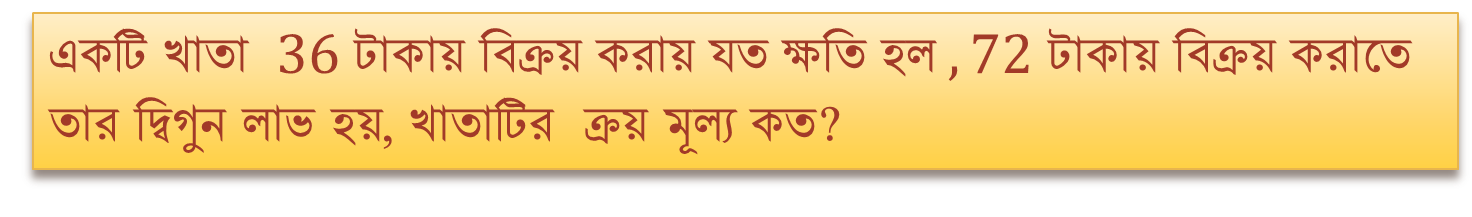 একটি খাতা 36 টাকায় বিক্রয় করায় যত ক্ষতি হল , 72 টাকায় বিক্রয় করাতে
তার দ্বিগুন লাভ হয়, খাতাটির ক্রয় মূল্য কত?